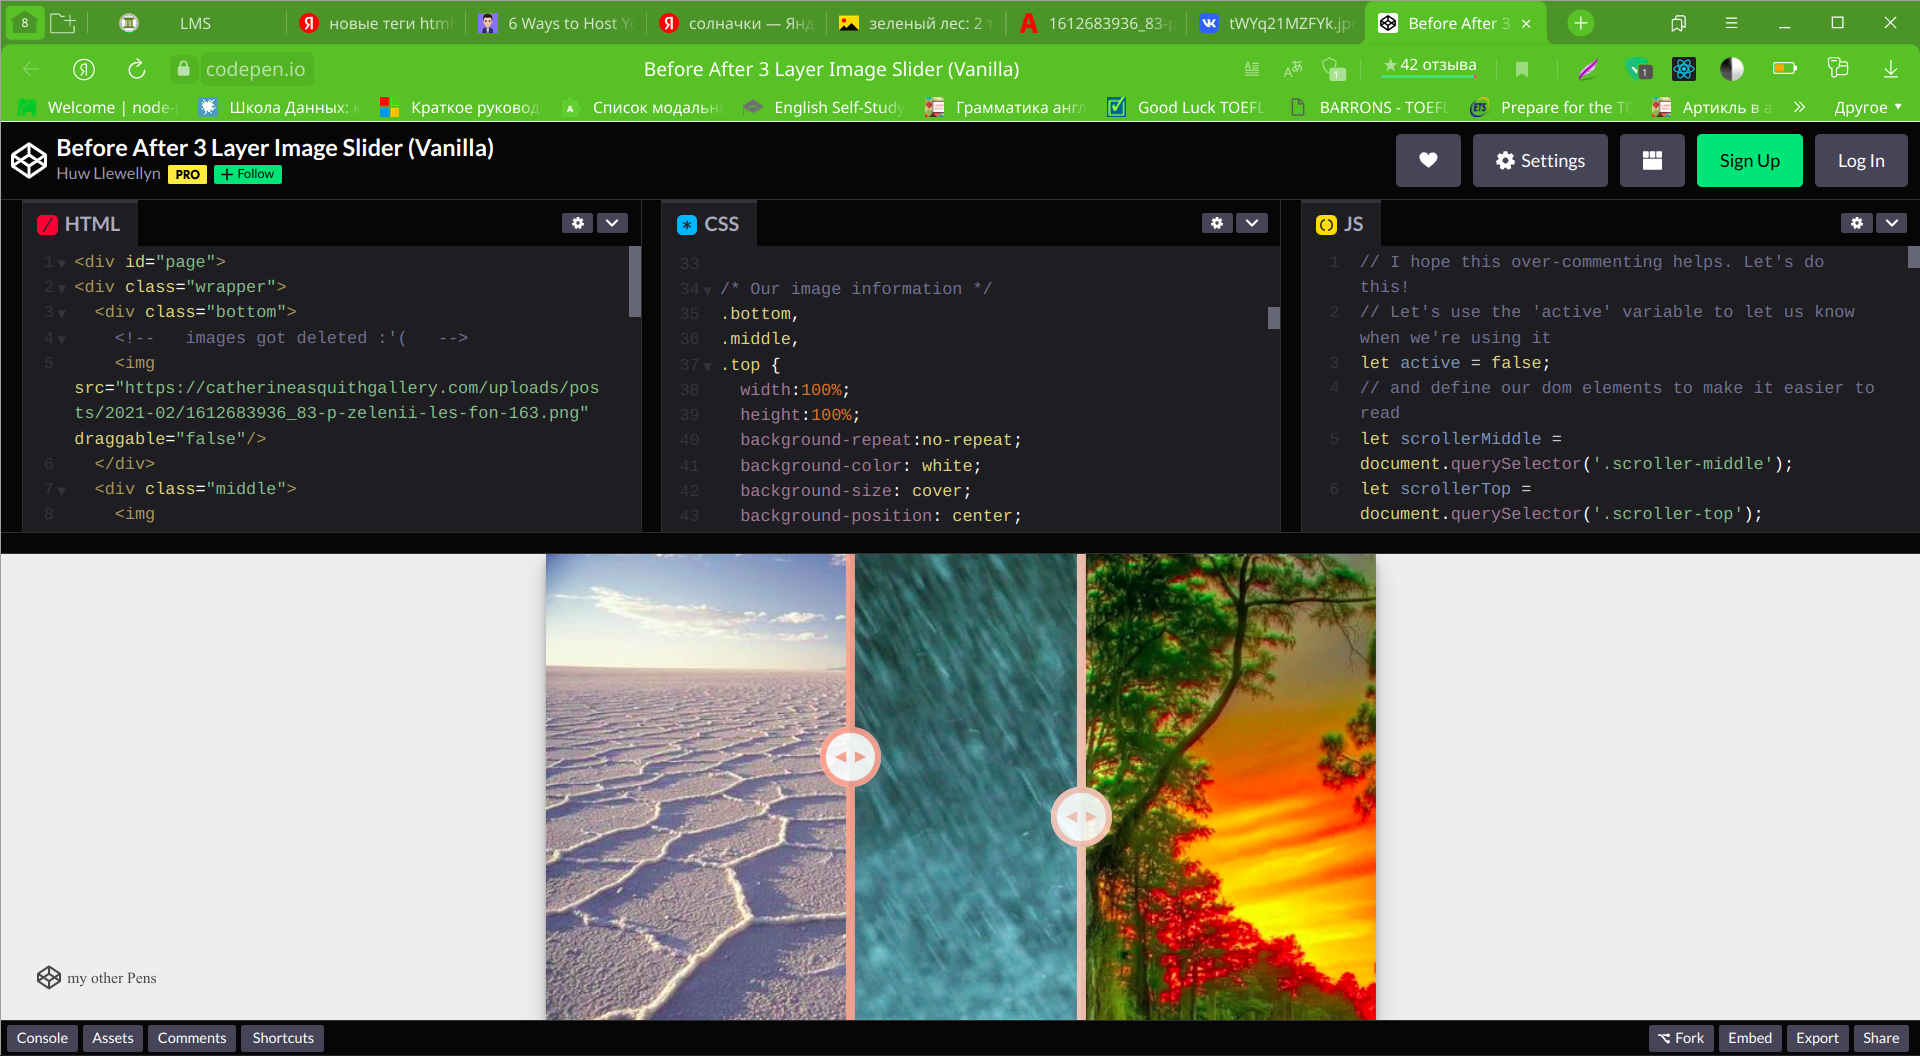 8
LMS
новые теги html
6 Ways to Host Yo
солначки — Янд
зеленый лес: 2 т
1612683936_83-p
tWYq21MZFYk.jp
Before After 3
codepen.io
Before After 3 Layer Image Slider (Vanilla)
1
★ 42 отзыва
1
Welcome | node-
Школа Данных:
Краткое руковод
Список модальн
English Self-Study
Грамматика англ
Good Luck TOEFL
BARRONS - TOEFL
Prepare for the TO
Артикль в а
»
Другое
Before After 3 Layer Image Slider (Vanilla)
Huw Llewellyn PRO + Follow
Settings
Sign Up
Log In
HTML
1 <div id="page">
2 <div class="wrapper">
3 <div class="bottom">
4 <!-- images got deleted :'( -->
5 <img
src="https://catherineasquithgallery.com/uploads/pos
ts/2021-02/1612683936_83-p-zelenii-les-fon-163.png"
draggable="false"/>
6 </div>
7 <div class="middle">
8 <img
CSS
33
34 /* Our image information */
35 .bottom,
36 .middle,
37 .top {
38 width:100%;
39 height:100%;
40 background-repeat:no-repeat;
41 background-color: white;
42 background-size: cover;
43 background-position: center;
JS
1 // I hope this over-commenting helps. Let's do
this!
2 // Let's use the 'active' variable to let us know
when we're using it
3 let active = false;
4 // and define our dom elements to make it easier to
read
5 let scrollerMiddle =
document.querySelector('.scroller-middle');
6 let scrollerTop =
document.querySelector('.scroller-top');
my other Pens
Console
Assets
Comments
Shortcuts
Fork
Embed
Export
Share